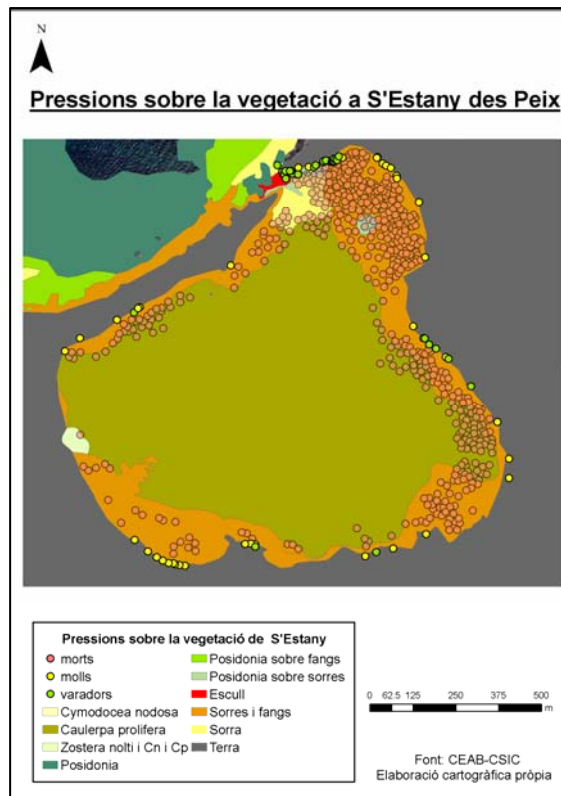 N
Pressions sobre la vegetació a S'Estany des Peix
Pressions sobre la vegetació de S'Estany
morts
molls
varadors
Cymodocea nodosa
Caulerpa prolifera
Zostera nolti i Cn i Cp
Posidonia
Posidonia sobre fangs
Posidonia sobre sorres
Escull
Sorres i fangs
Sorra
Terra
0 62.5 125 250 375 500
m
Font: CEAB-CSIC
Elaboració cartogràfica pròpia